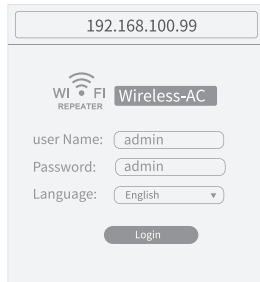 192.168.100.99
WI FI
REPEATER
Wireless-AC
user Name: admin
Password: admin
Language: English
Login